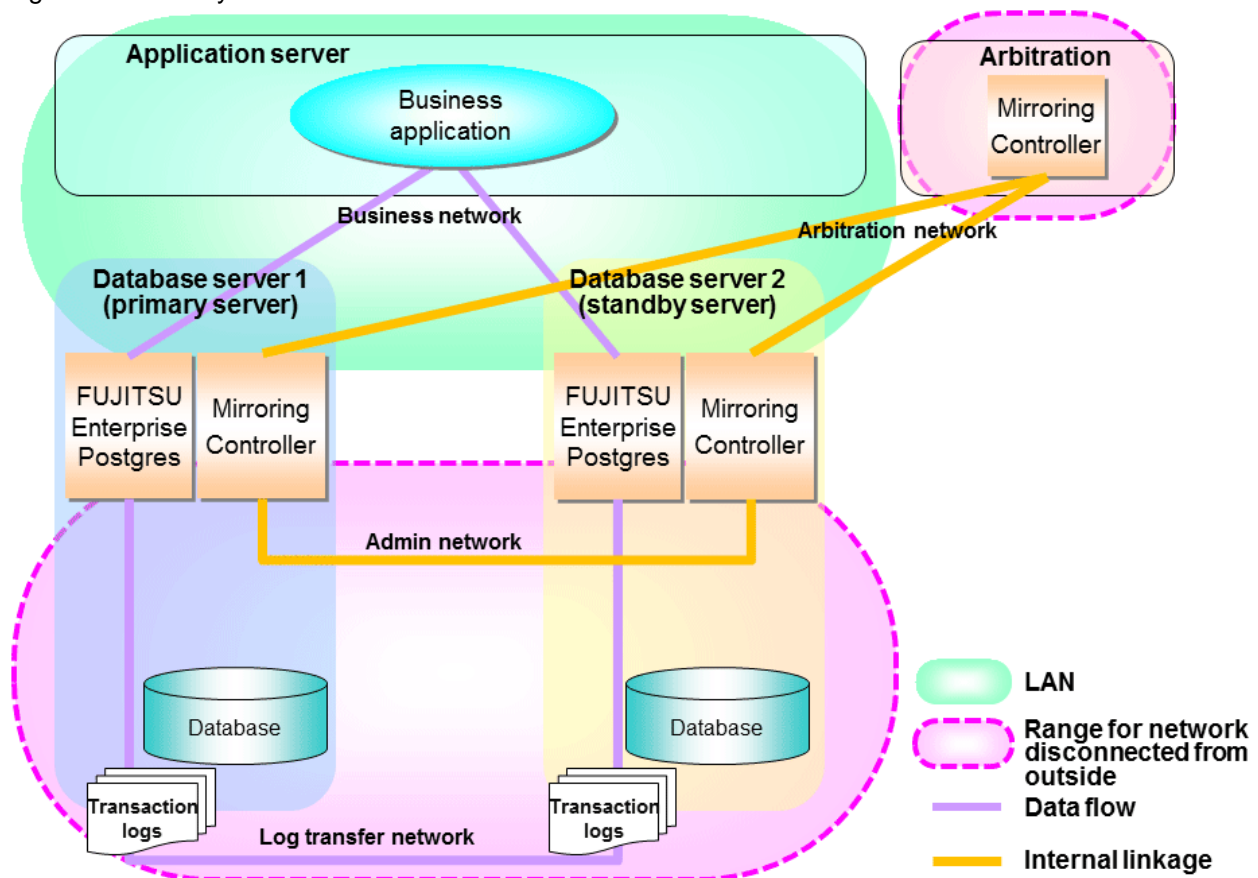 Application server
Business
application
Arbitration
Mirroring
Controller
Business network
Arbitration network
Database server 1
(primary server)
Database server 2
(standby server)
FUJITSU
Enterprise
Postgres
Mirroring
Controller
FUJITSU
Enterprise
Postgres
Mirroring
Controller
Admin network
Database
Database
Transaction
logs
Transaction
logs
Log transfer network
LAN
Range for network
disconnected from
outside
Data flow
Internal linkage